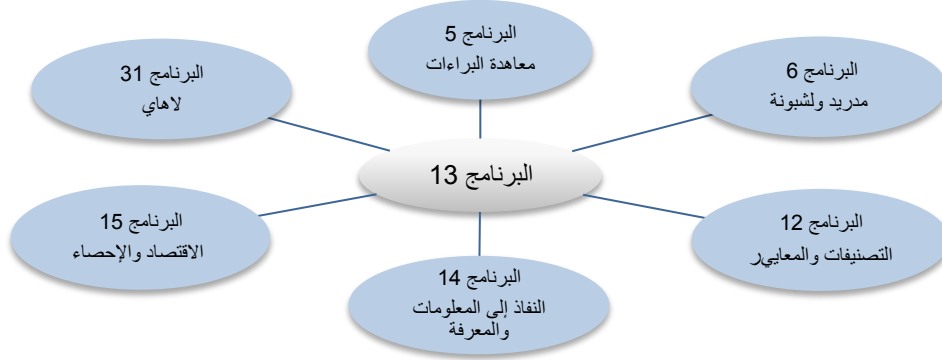 البرنامج 5
معاهدة البراءات
البرنامج 6
مدريد ولشبونة
البرنامج 31
لاهاي
البرنامج 13
البرنامج 12
التصنيفات والمعايير
البرنامج 15
الاقتصاد والإحصاء
البرنامج 14
النفاذ إلى المعلومات
والمعرفة